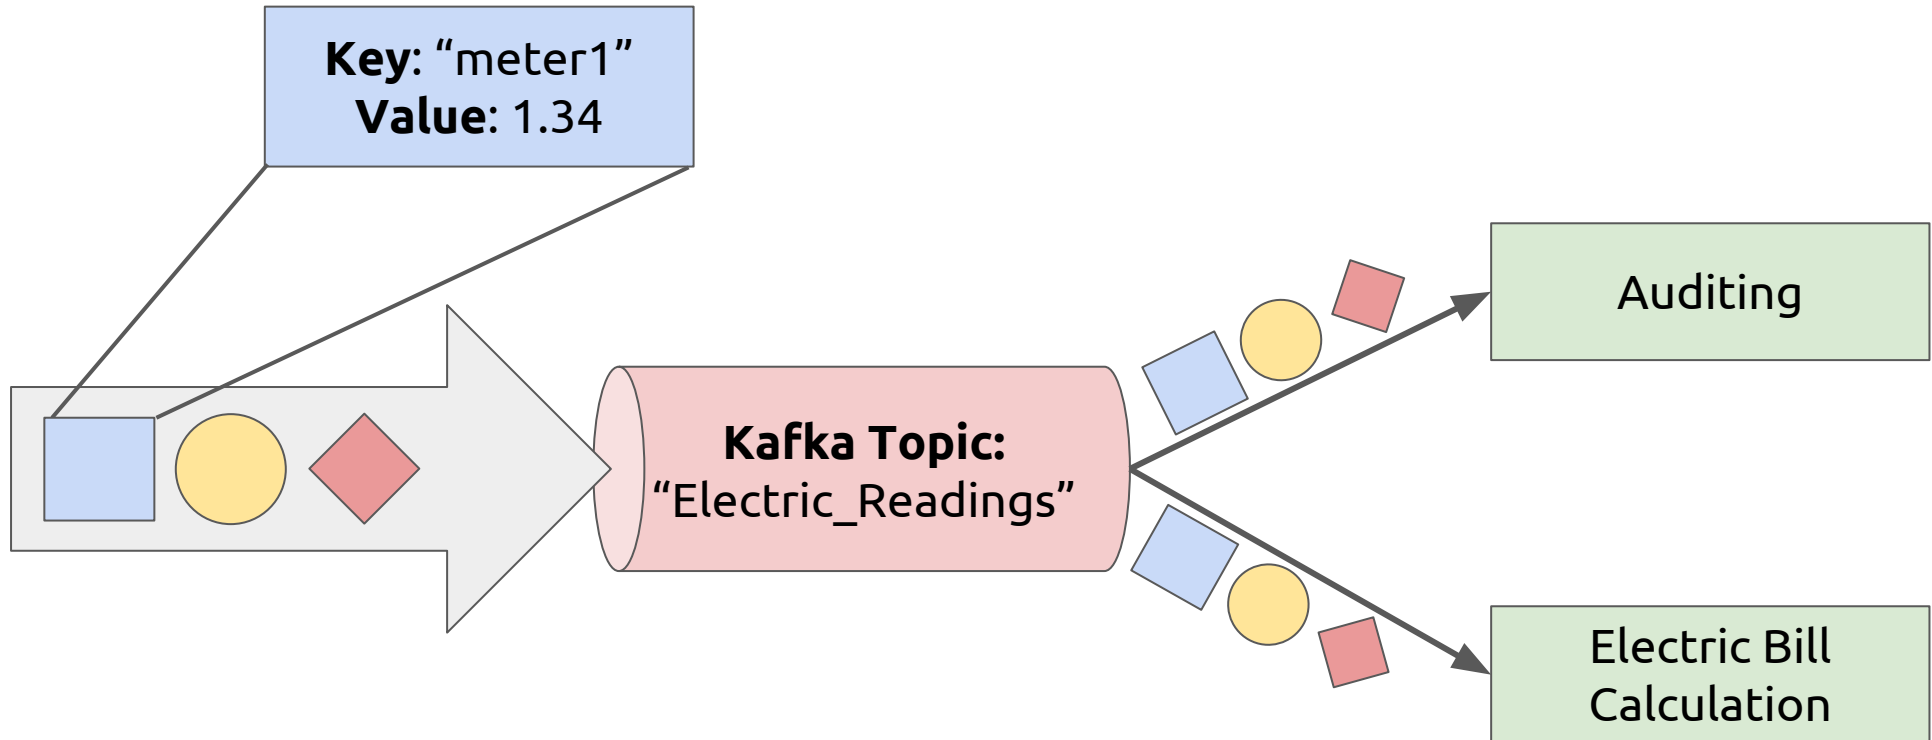 Key: “meter1”
Value: 1.34
Kafka Topic:
“Electric_Readings”
Auditing
Electric Bill
Calculation